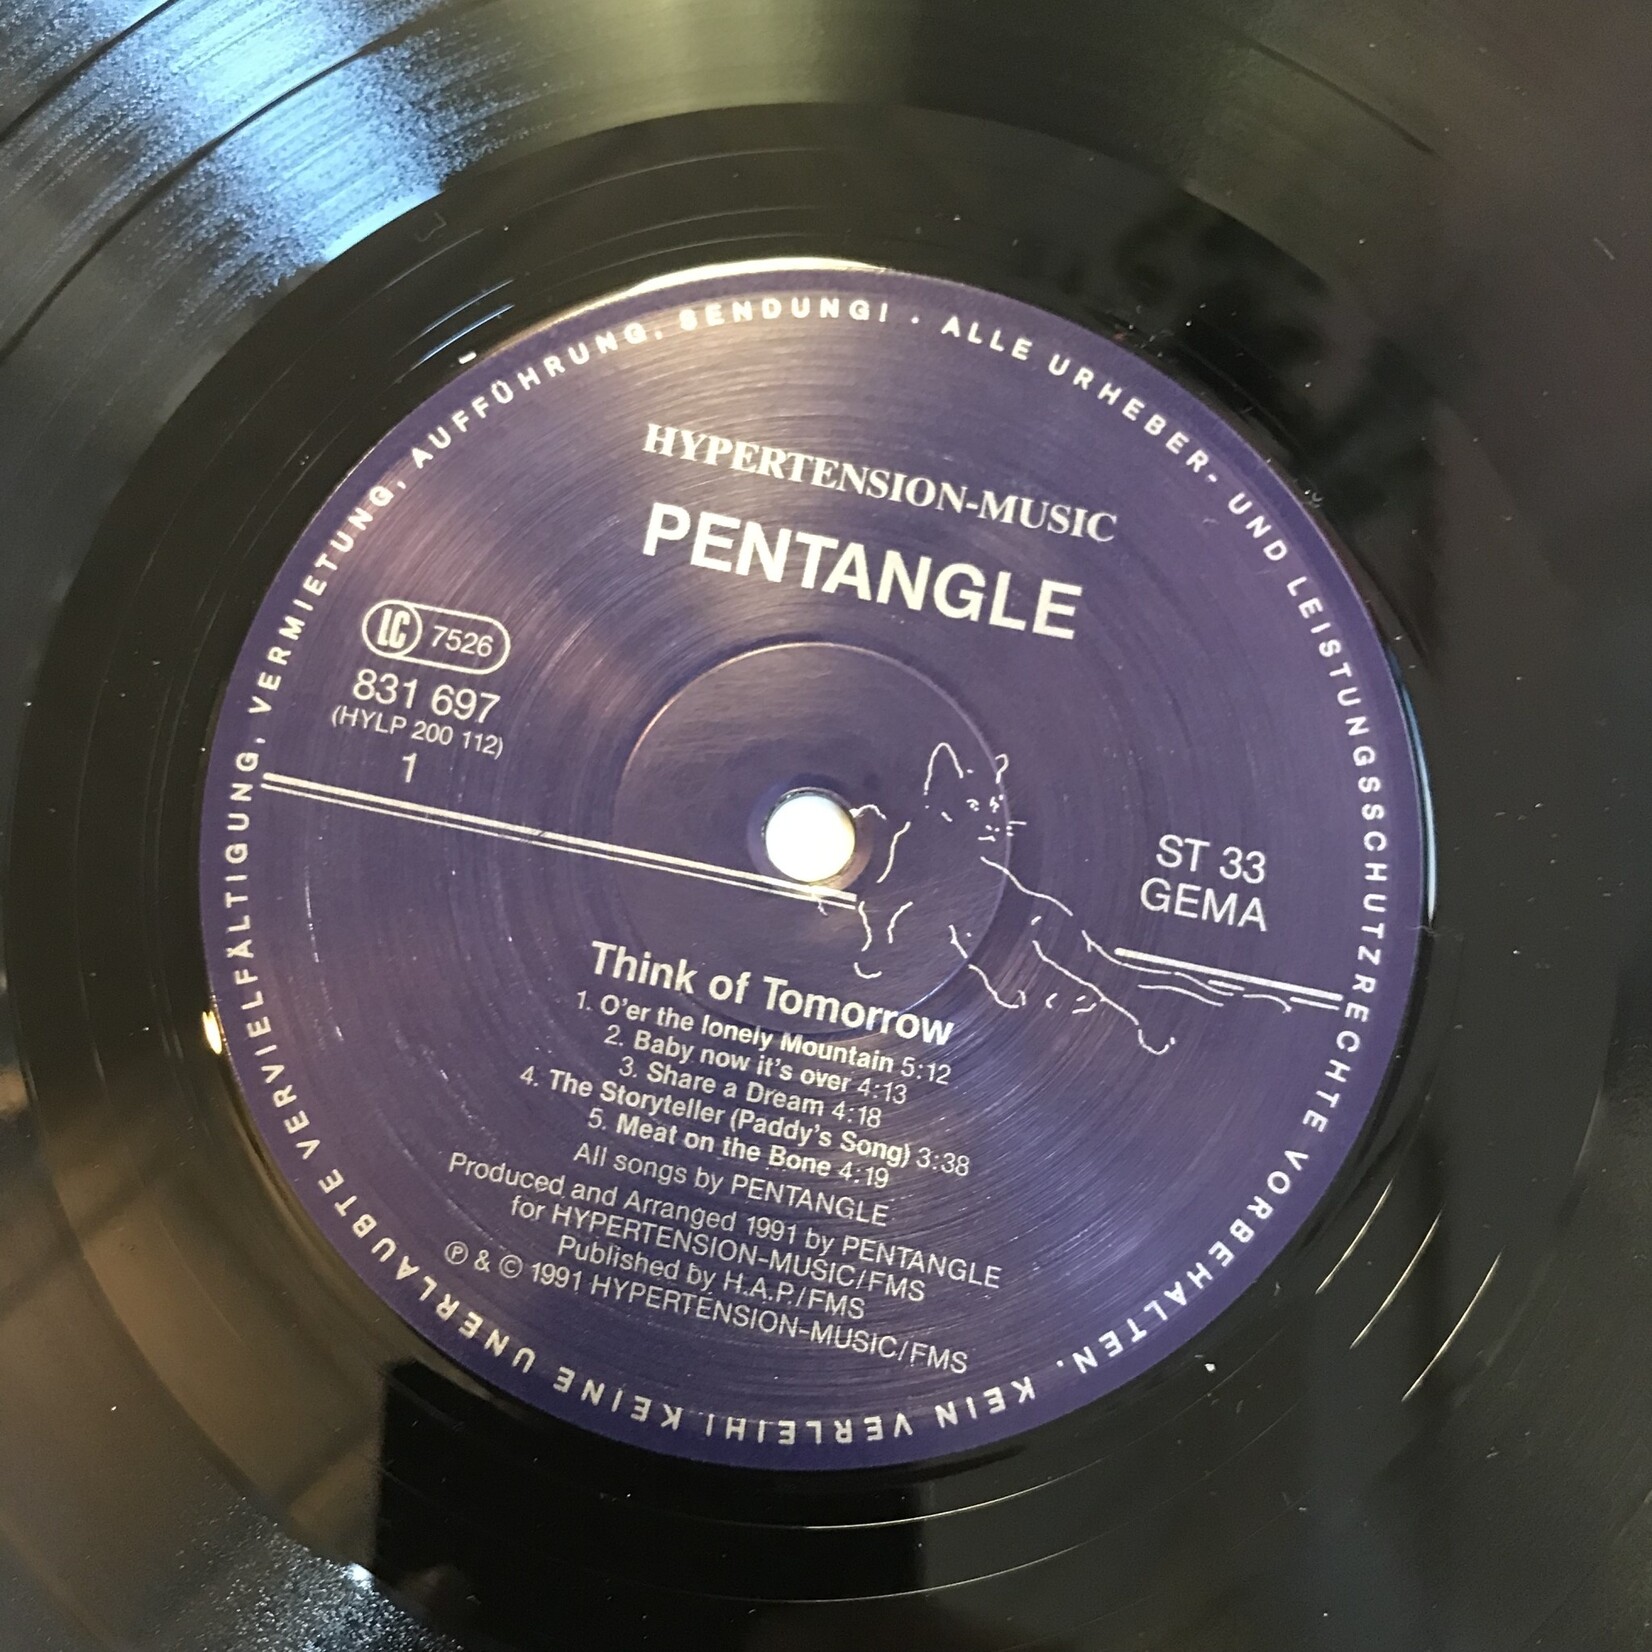 ALLE URHEBER- UND LEISTUNGSSCHUTZRECHTE VORBEHALTEN. KEIN VERLEIH! KEINE UNERLAUBTE VERVIELFÄLTIGUNG, VERMIETUNG, AUFFÜHRUNG, SENDUNG! ·
HYPERTENSION-MUSIC
PENTANGLE
LC 7526
831 697
(HYLP 200 112)
1
ST 33
GEMA
Think of Tomorrow
1. O'er the lonely Mountain 5:12
2. Baby now it's over 4:13
3. Share a Dream 4:18
4. The Storyteller (Paddy's Song) 3:38
5. Meat on the Bone 4:19
All songs by PENTANGLE
Produced and Arranged 1991 by PENTANGLE
for HYPERTENSION-MUSIC/FMS
Published by H.A.P./FMS
℗ & © 1991 HYPERTENSION-MUSIC/FMS